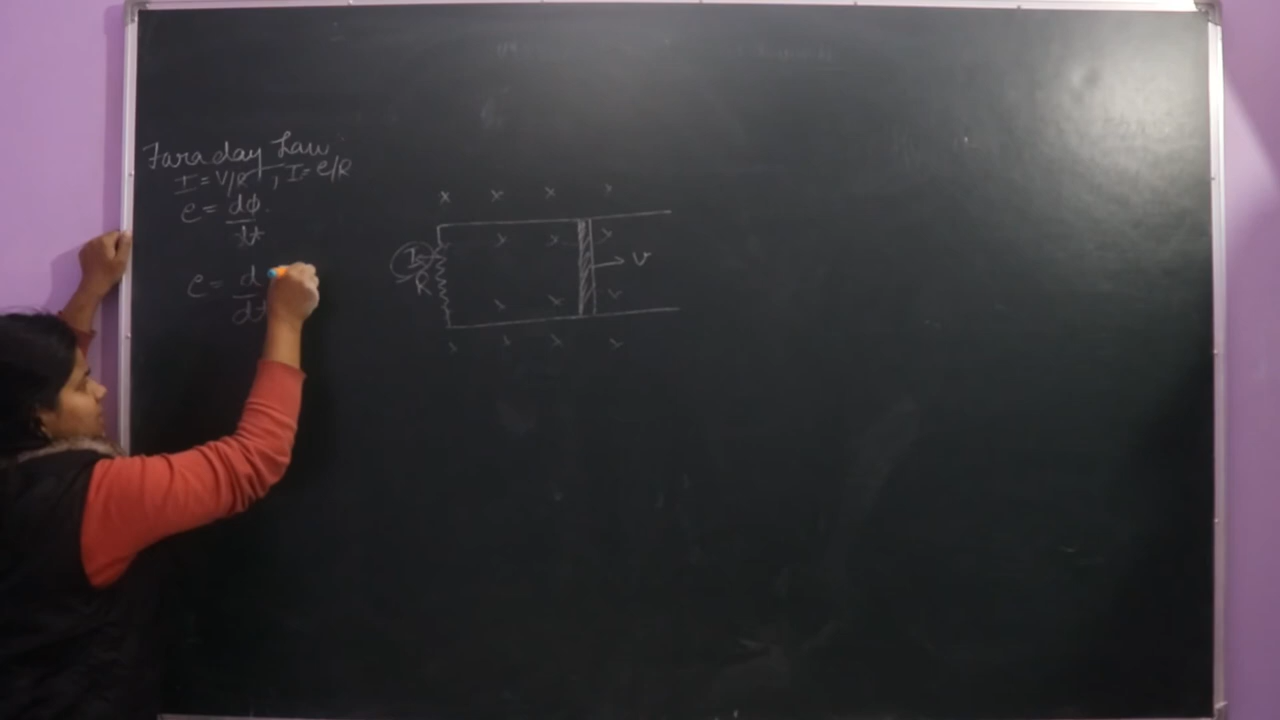 Faraday Law
I = V/R , I = e/R
e = dφ
dt
e = d
dt
x x x x
x x x
I
v
R
x x x
x x x x